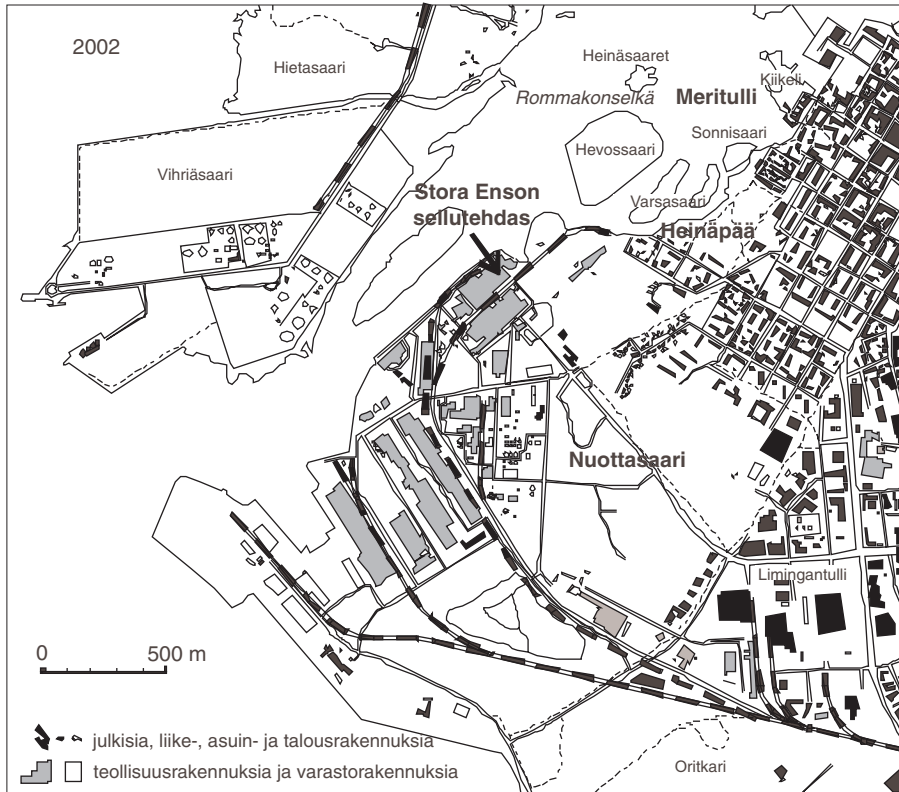 2002
Hietasaari
Heinäsaaret
Kiikeli
Rommakonselkä
Meritulli
Sonnisaari
Hevossaari
Vihriäsaari
Stora Enson
sellutehdas
Varsasaari
Heinäpää
Nuottasaari
Limingantulli
0 500 m
Oritkari
julkisia, liike-, asuin- ja talousrakennuksia
teollisuusrakennuksia ja varastorakennuksia